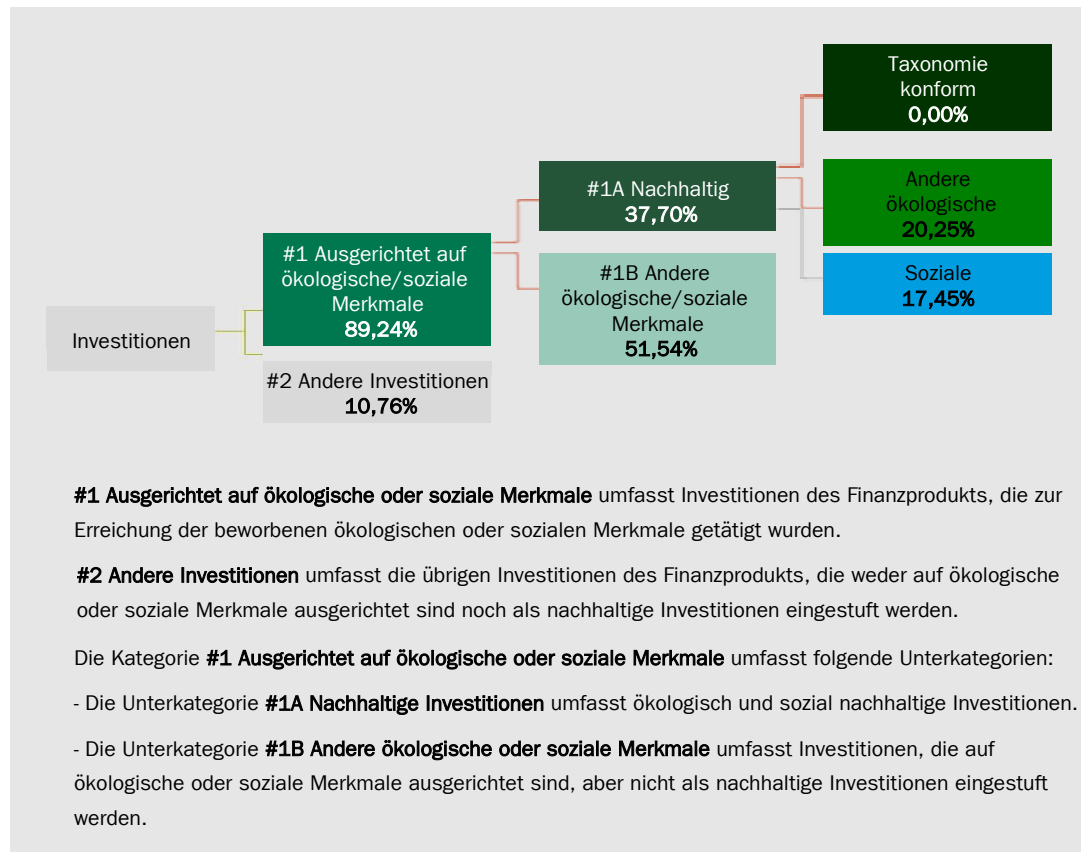 Taxonomie
konform
0,00%
#1A Nachhaltig
37,70%
Andere
ökologische
20,25%
#1 Ausgerichtet auf
ökologische/soziale
Merkmale
89,24%
#1B Andere
ökologische/soziale
Merkmale
51,54%
Soziale
17,45%
Investitionen
#2 Andere Investitionen
10,76%
#1 Ausgerichtet auf ökologische oder soziale Merkmale umfasst Investitionen des Finanzprodukts, die zur
Erreichung der beworbenen ökologischen oder sozialen Merkmale getätigt wurden.
#2 Andere Investitionen umfasst die übrigen Investitionen des Finanzprodukts, die weder auf ökologische
oder soziale Merkmale ausgerichtet sind noch als nachhaltige Investitionen eingestuft werden.
Die Kategorie #1 Ausgerichtet auf ökologische oder soziale Merkmale umfasst folgende Unterkategorien:
- Die Unterkategorie #1A Nachhaltige Investitionen umfasst ökologisch und sozial nachhaltige Investitionen.
- Die Unterkategorie #1B Andere ökologische oder soziale Merkmale umfasst Investitionen, die auf
ökologische oder soziale Merkmale ausgerichtet sind, aber nicht als nachhaltige Investitionen eingestuft
werden.